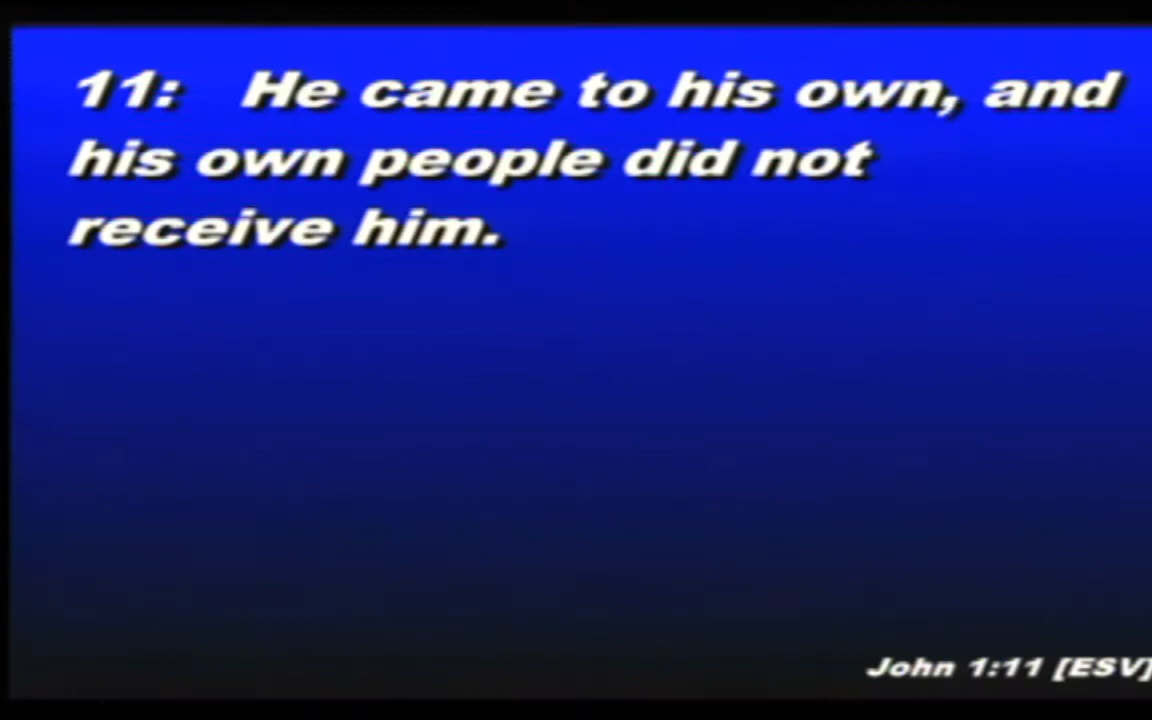 11: He came to his own, and
his own people did not
receive him.
John 1:11 [ESV]